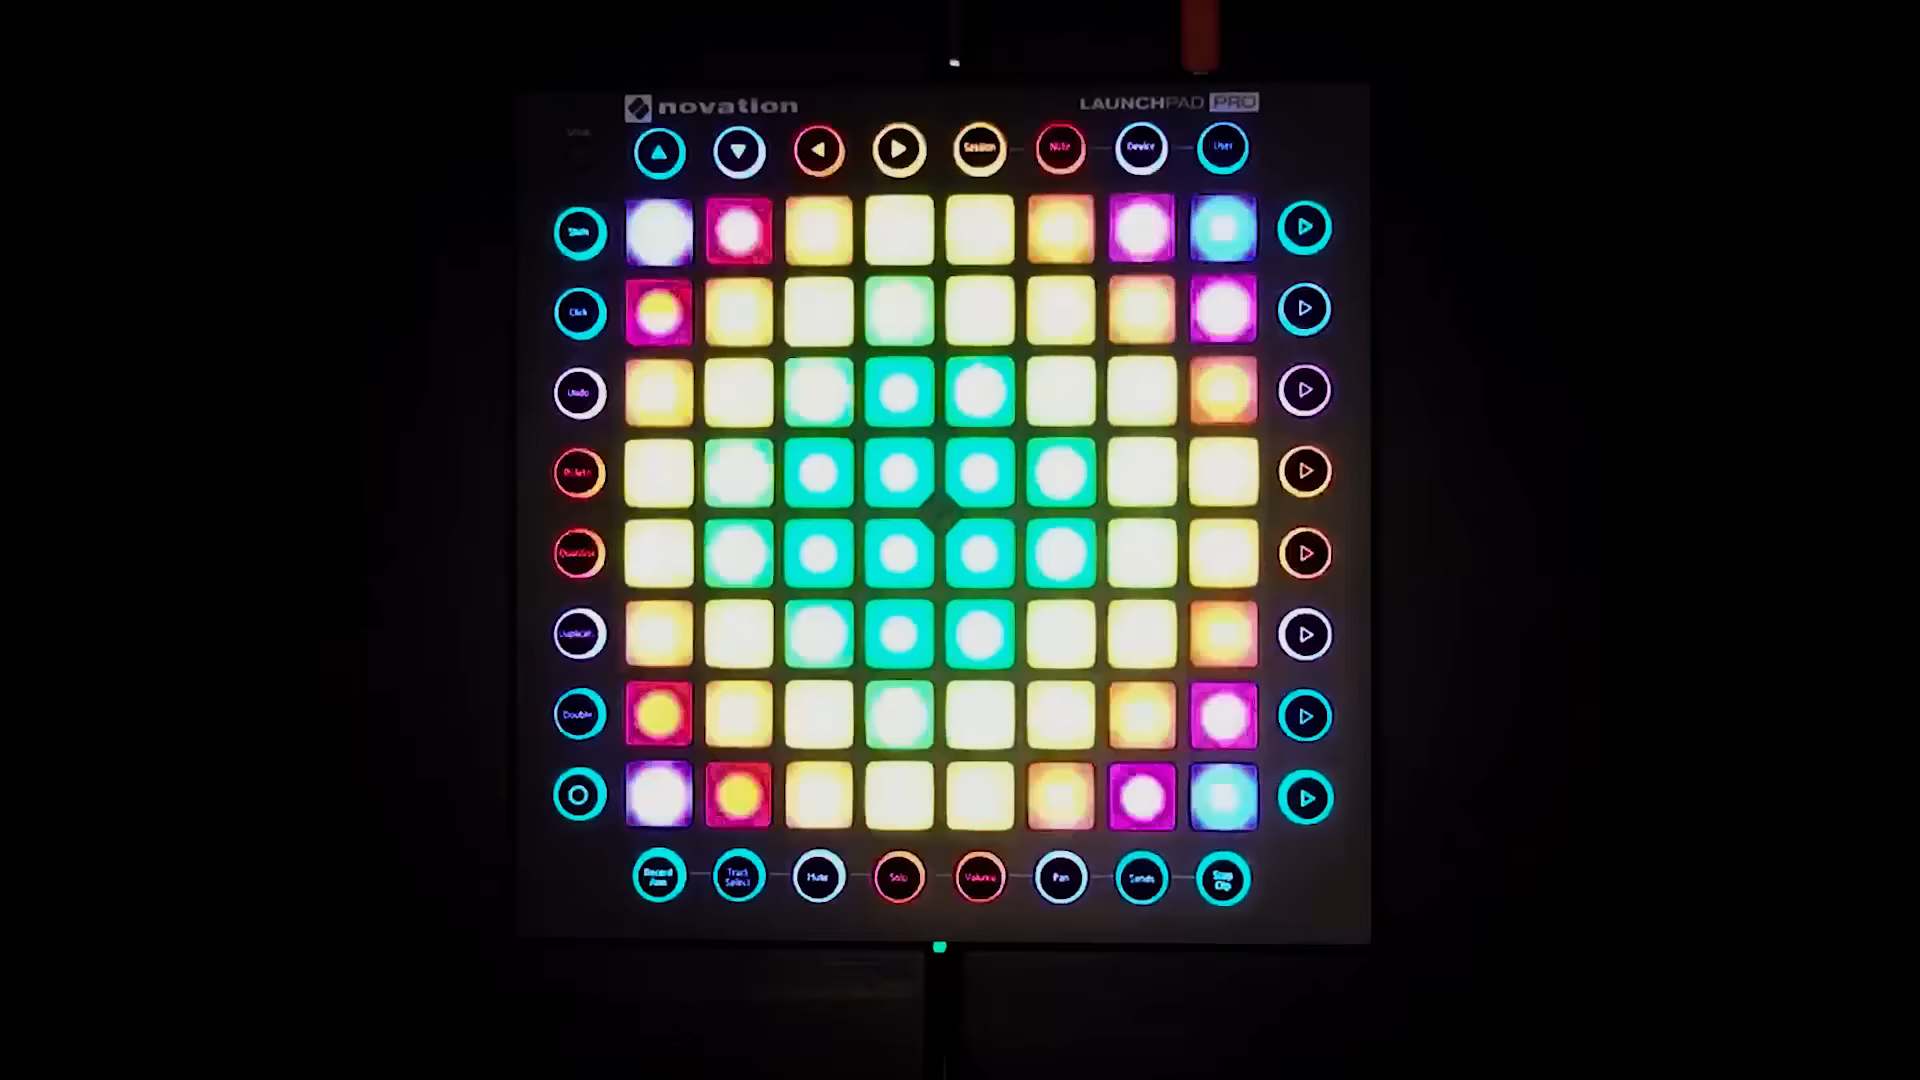 novation
LAUNCHPAD PRO
Session
Note
Device
User
Shift
Click
Undo
Delete
Quantise
Duplicate
Double
Record Arm
Track Select
Mute
Solo
Volume
Pan
Sends
Stop Clip